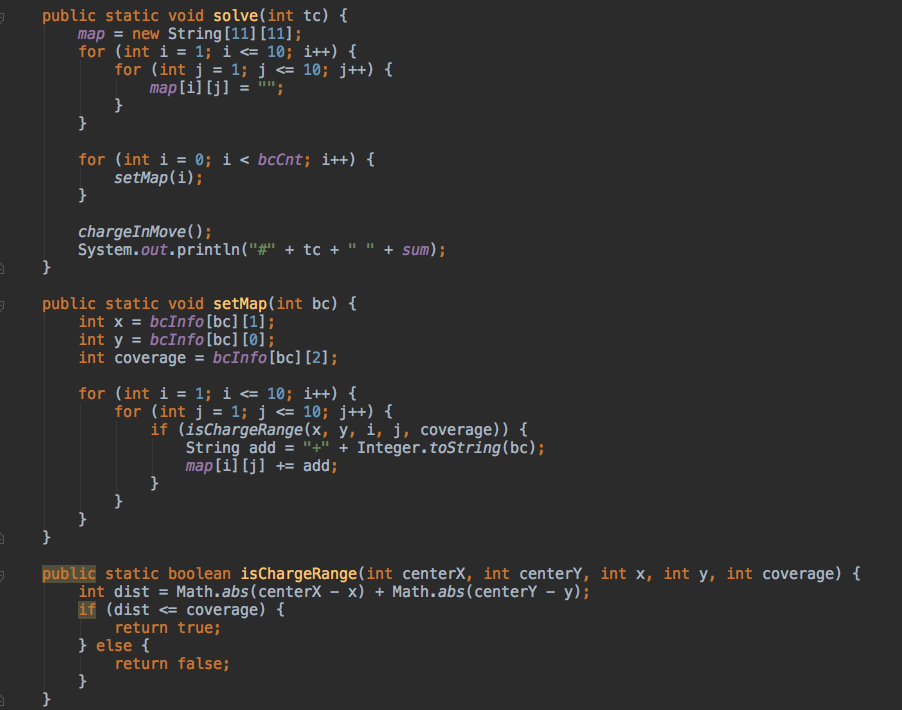 public static void solve(int tc) {
    map = new String[11][11];
    for (int i = 1; i <= 10; i++) {
        for (int j = 1; j <= 10; j++) {
            map[i][j] = "";
        }
    }

    for (int i = 0; i < bcCnt; i++) {
        setMap(i);
    }

    chargeInMove();
    System.out.println("#" + tc + " " + sum);
}

public static void setMap(int bc) {
    int x = bcInfo[bc][1];
    int y = bcInfo[bc][0];
    int coverage = bcInfo[bc][2];

    for (int i = 1; i <= 10; i++) {
        for (int j = 1; j <= 10; j++) {
            if (isChargeRange(x, y, i, j, coverage)) {
                String add = "+" + Integer.toString(bc);
                map[i][j] += add;
            }
        }
    }
}

public static boolean isChargeRange(int centerX, int centerY, int x, int y, int coverage) {
    int dist = Math.abs(centerX - x) + Math.abs(centerY - y);
    if (dist <= coverage) {
        return true;
    } else {
        return false;
    }
}